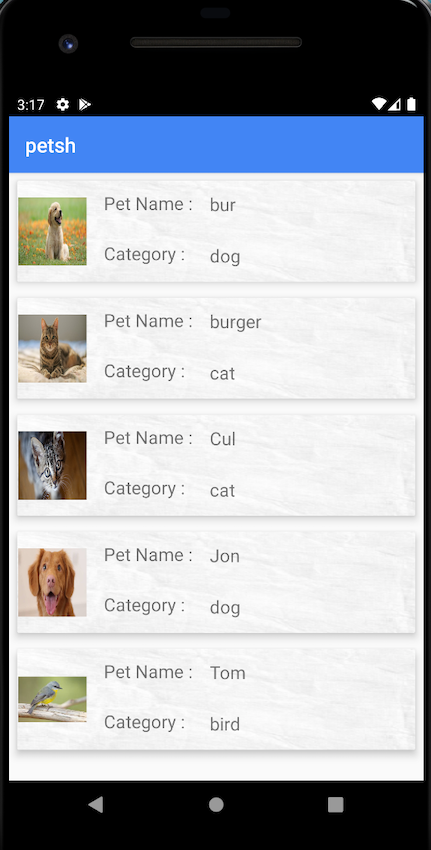 3:17
petsh
Pet Name : bur
Category : dog
Pet Name : burger
Category : cat
Pet Name : Cul
Category : cat
Pet Name : Jon
Category : dog
Pet Name : Tom
Category : bird